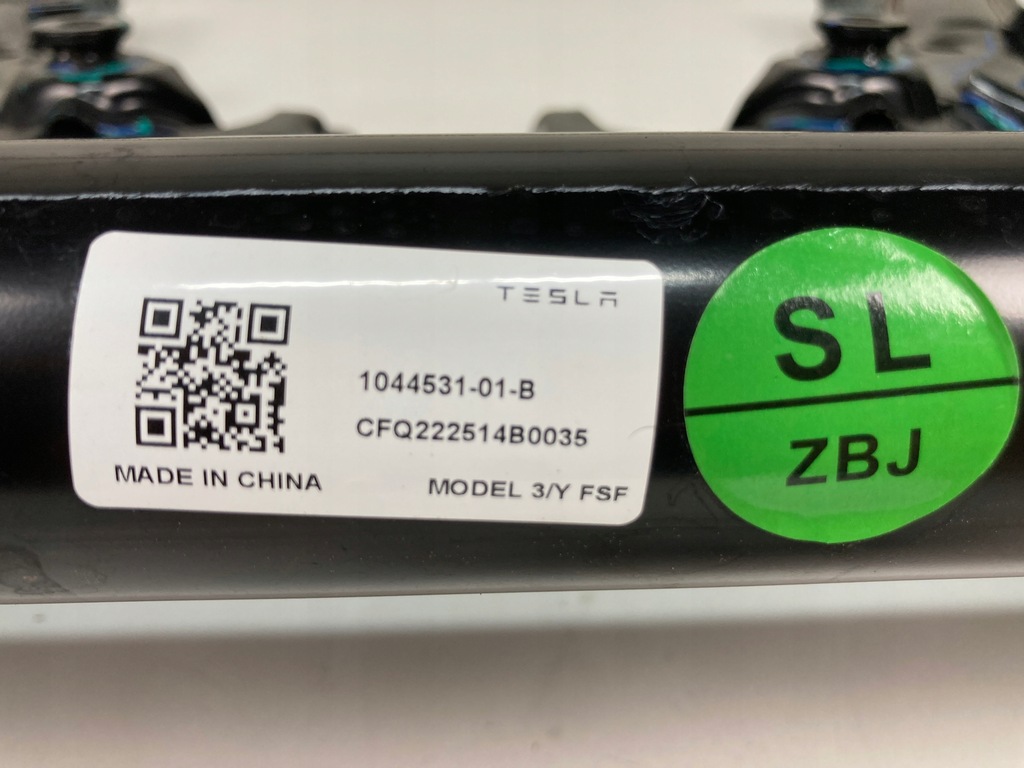 TESLA
1044531-01-B
CFQ222514B0035
MADE IN CHINA
MODEL 3/Y FSF
SL
ZBJ